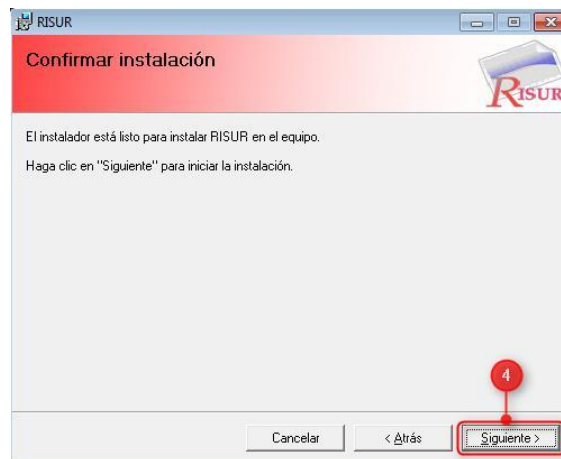 RISUR
Confirmar instalación
RISUR
El instalador está listo para instalar RISUR en el equipo.
Haga clic en "Siguiente" para iniciar la instalación.
4
Cancelar
< Atrás
Siguiente >